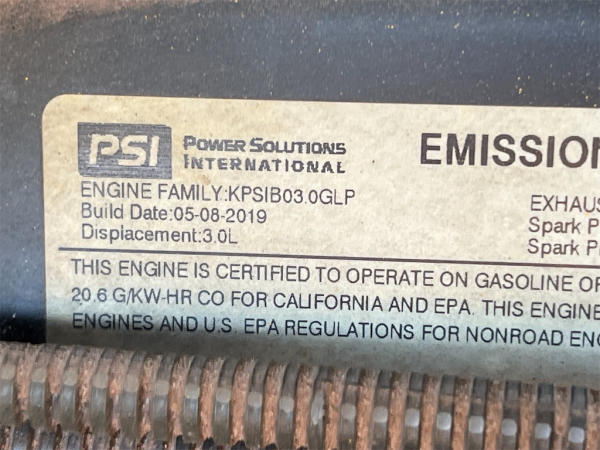 PSI POWER SOLUTIONS
INTERNATIONAL
EMISSION
ENGINE FAMILY:KPSIB03.0GLP
Build Date:05-08-2019
Displacement:3.0L
EXHAUS
Spark P
Spark P
THIS ENGINE IS CERTIFIED TO OPERATE ON GASOLINE OF
20.6 G/KW-HR CO FOR CALIFORNIA AND EPA. THIS ENGINE
ENGINES AND U.S. EPA REGULATIONS FOR NONROAD ENG